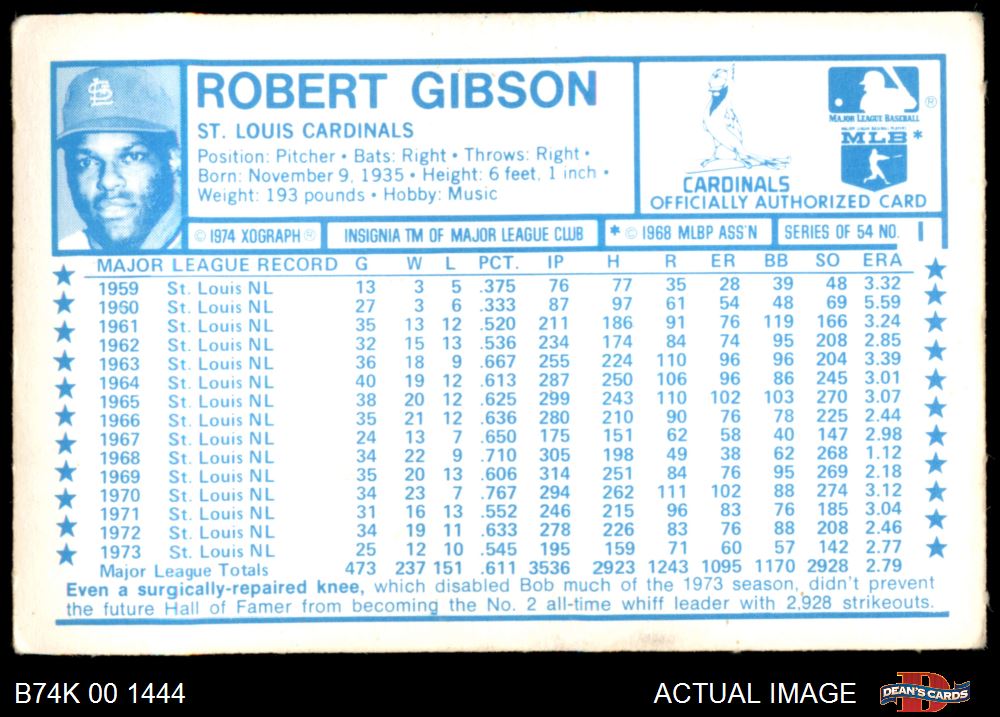 ROBERT GIBSON
ST. LOUIS CARDINALS
Position: Pitcher • Bats: Right • Throws: Right •
Born: November 9, 1935 • Height: 6 feet, 1 inch •
Weight: 193 pounds • Hobby: Music
CARDINALS
OFFICIALLY AUTHORIZED CARD
MAJOR LEAGUE BASEBALL ®
MLB*
© 1974 XOGRAPH ® INSIGNIA TM OF MAJOR LEAGUE CLUB * © 1968 MLBP ASS'N SERIES OF 54 NO. 1
MAJOR LEAGUE RECORD G W L PCT. IP H R ER BB SO ERA
1959 St. Louis NL 13 3 5 .375 76 77 35 28 39 48 3.32
1960 St. Louis NL 27 3 6 .333 87 97 61 54 48 69 5.59
1961 St. Louis NL 35 13 12 .520 211 186 91 76 119 166 3.24
1962 St. Louis NL 32 15 13 .536 234 174 84 74 95 208 2.85
1963 St. Louis NL 36 18 9 .667 255 224 110 96 96 204 3.39
1964 St. Louis NL 40 19 12 .613 287 250 106 96 86 245 3.01
1965 St. Louis NL 38 20 12 .625 299 243 110 102 103 270 3.07
1966 St. Louis NL 35 21 12 .636 280 210 90 76 78 225 2.44
1967 St. Louis NL 24 13 7 .650 175 151 62 58 40 147 2.98
1968 St. Louis NL 34 22 9 .710 305 198 49 38 62 268 1.12
1969 St. Louis NL 35 20 13 .606 314 251 84 76 95 269 2.18
1970 St. Louis NL 34 23 7 .767 294 262 111 102 88 274 3.12
1971 St. Louis NL 31 16 13 .552 246 215 96 83 76 185 3.04
1972 St. Louis NL 34 19 11 .633 278 226 83 76 88 208 2.46
1973 St. Louis NL 25 12 10 .545 195 159 71 60 57 142 2.77
Major League Totals 473 237 151 .611 3536 2923 1243 1095 1170 2928 2.79
Even a surgically-repaired knee, which disabled Bob much of the 1973 season, didn't prevent
the future Hall of Famer from becoming the No. 2 all-time whiff leader with 2,928 strikeouts.
B74K 00 1444 ACTUAL IMAGE DEAN'S CARDS